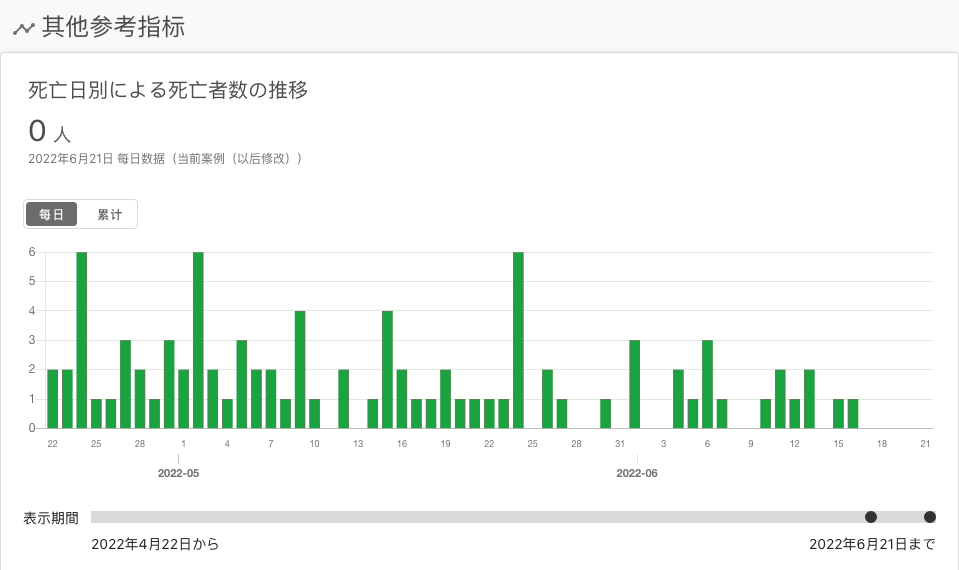 其他参考指标
死亡日別による死亡者数の推移
0 人
2022年6月21日 每日数据（当前案例（以后修改））
每日 累计
6
5
4
3
2
1
0
22 25 28 1 4 7 10 13 16 19 22 25 28 31 3 6 9 12 15 18 21
2022-05 2022-06
表示期間
2022年4月22日から 2022年6月21日まで